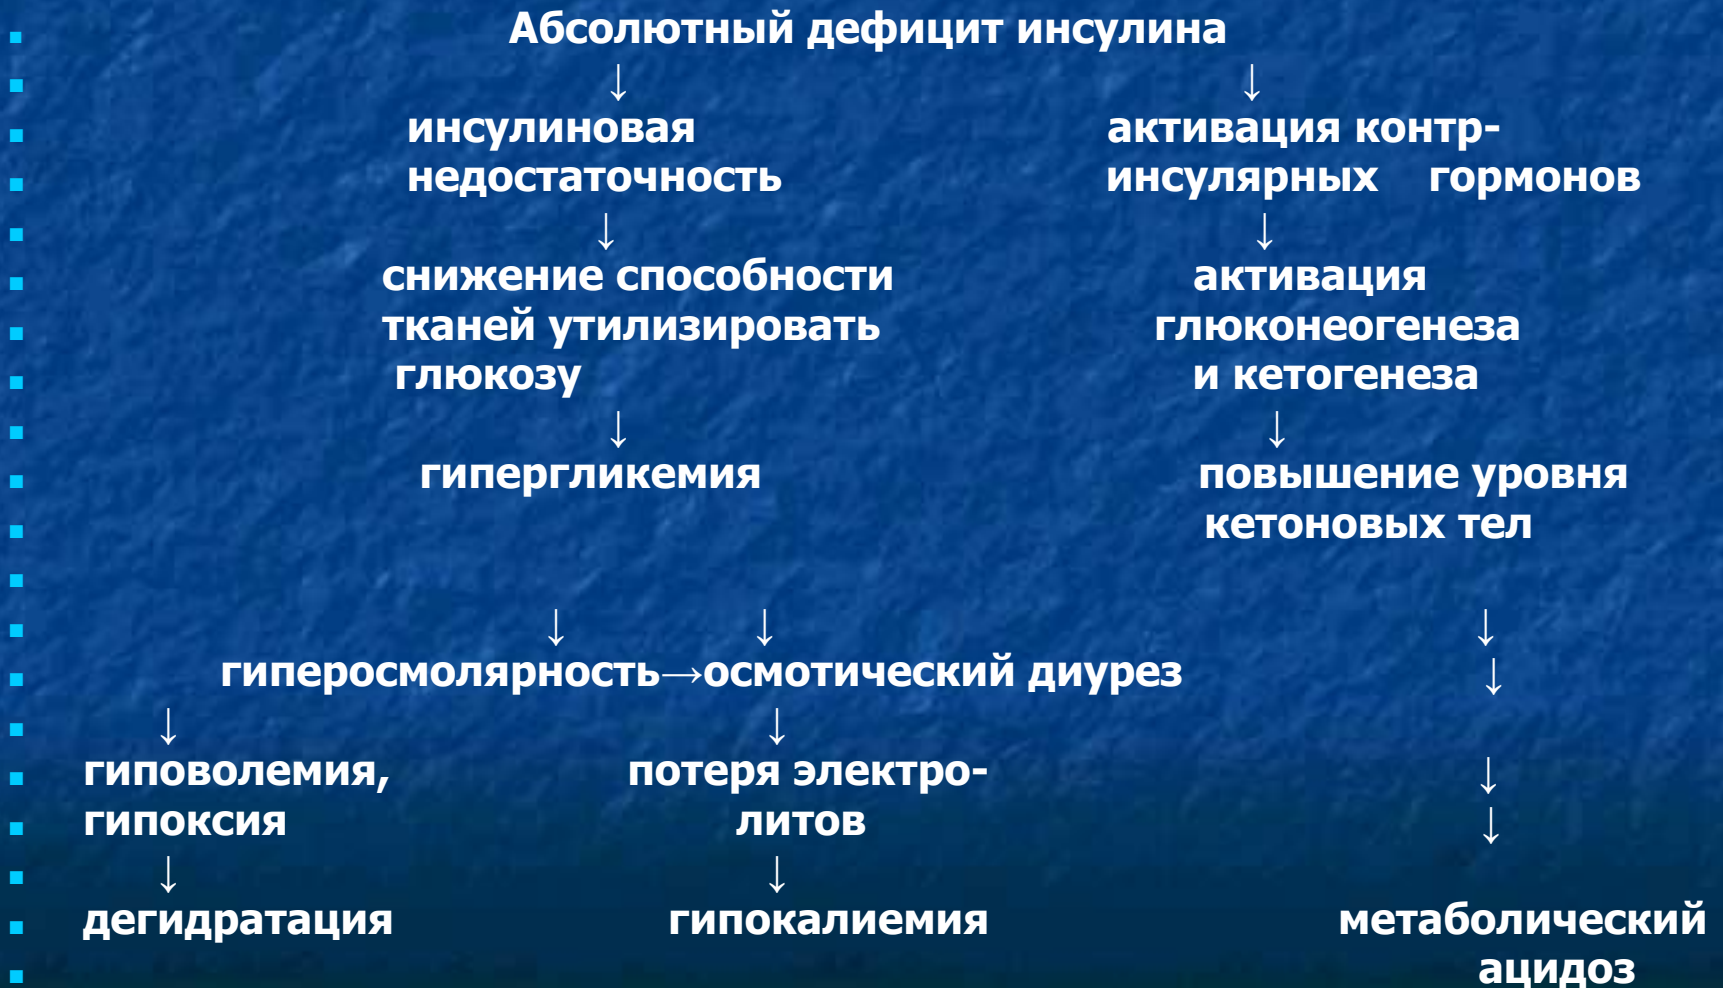 Абсолютный дефицит инсулина
↓ ↓
инсулиновая активация контр-
недостаточность инсулярных гормонов
↓ ↓
снижение способности активация
тканей утилизировать глюконеогенеза
глюкозу и кетогенеза
↓ ↓
гипергликемия повышение уровня
кетоновых тел
↓ ↓ ↓
гиперосмолярность→осмотический диурез ↓
↓ ↓
гиповолемия, потеря электро- ↓
гипоксия литов ↓
↓ ↓
дегидратация гипокалиемия метаболический
ацидоз